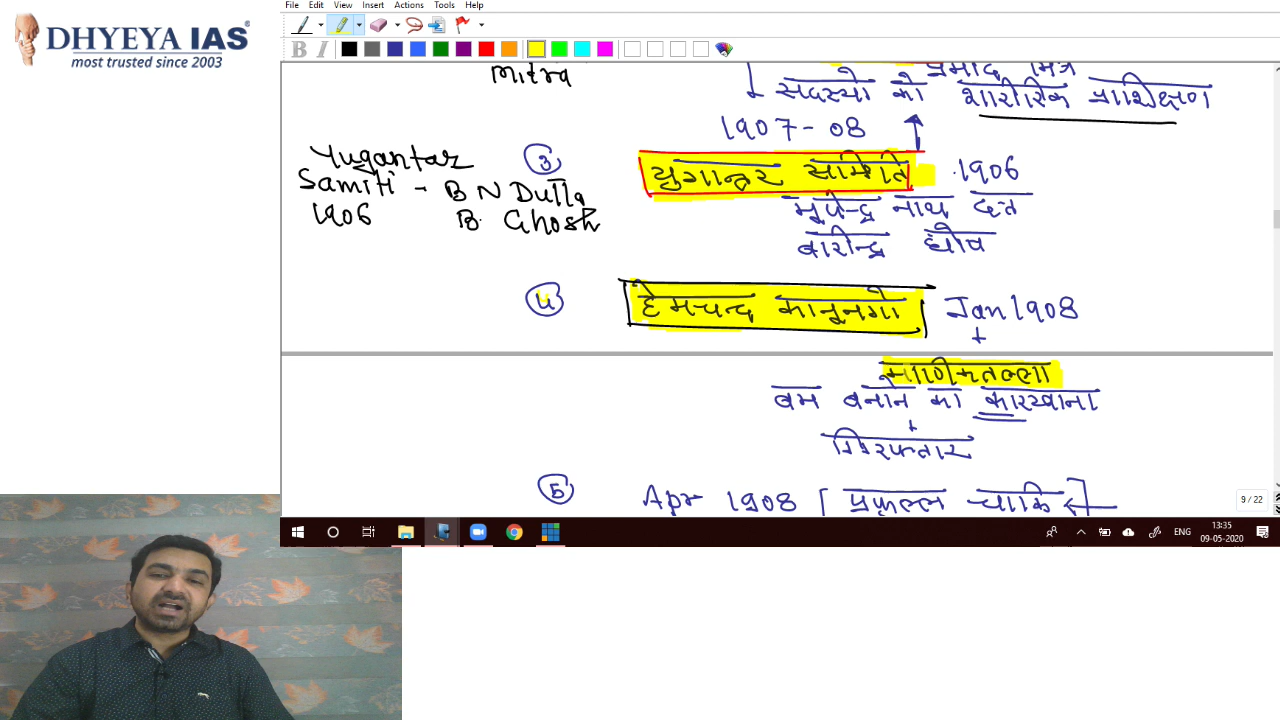 DHYEYA IAS
most trusted since 2003
File Edit View Insert Actions Tools Help
B I
Mitra
प्रमोद मित्र
सदस्यो को शारीरिक प्रशिक्षण
1907-08
Yugantar
Samiti - B N Dutta
1906 B. Ghosh
3 युगान्तर समिति 1906
भूपेन्द्र नाथ दत्त
बारीन्द्र घोष
4 हेमचन्द्र कानूनगो Jan 1908
+
माणिकतल्ला
बम बनाने का कारखाना
+
गिरफ्तार
5 Apr 1908 [ प्रफुल्ल चाकि
9 / 22
ENG
13:35
09-05-2020